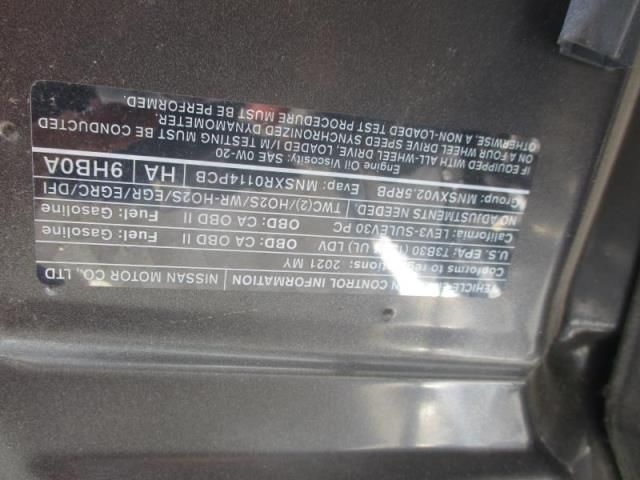 VEHICLE CONTROL INFORMATION NISSAN MOTOR CO., LTD
Conforms to regulations: 2021 MY
U.S. EPA: T3B30 LDV OBD: CA OBD II Fuel: Gasoline
California: LEV3-SULEV30 PC OBD: CA OBD II Fuel: Gasoline
NO ADJUSTMENTS NEEDED. TWC(2)/HO2S/WR-HO2S/EGR/EGRC/DFI
Group: MNSXV02.5RPB Evap: MNSXR0114PCB HA 9HB0A
Engine Oil Viscosity: SAE 0W-20
IF EQUIPPED WITH ALL-WHEEL DRIVE, LOADED I/M TESTING MUST BE CONDUCTED
ON A FOUR WHEEL DRIVE SPEED SYNCHRONIZED DYNAMOMETER.
OTHERWISE, A NON-LOADED TEST PROCEDURE MUST BE PERFORMED.